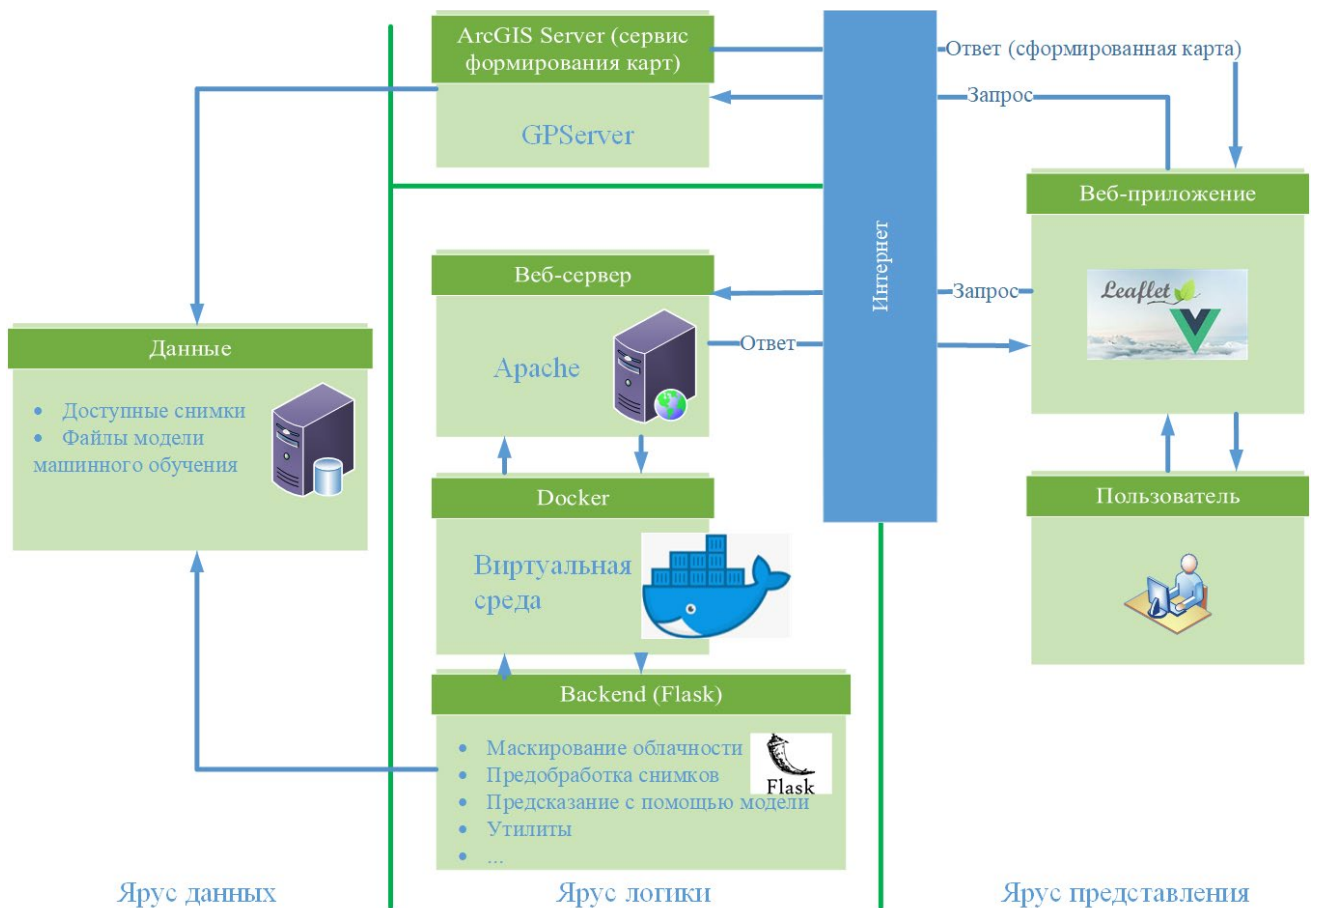 ArcGIS Server (сервис
формирования карт)
GPServer
Ответ (сформированная карта)
Запрос
Интернет
Веб-приложение
Leaflet
Веб-сервер
Apache
Запрос
Ответ
Данные
• Доступные снимки
• Файлы модели
машинного обучения
Docker
Виртуальная
среда
Пользователь
Backend (Flask)
• Маскирование облачности
• Предобработка снимков
• Предсказание с помощью модели
• Утилиты
• ...
Flask
Ярус данных
Ярус логики
Ярус представления